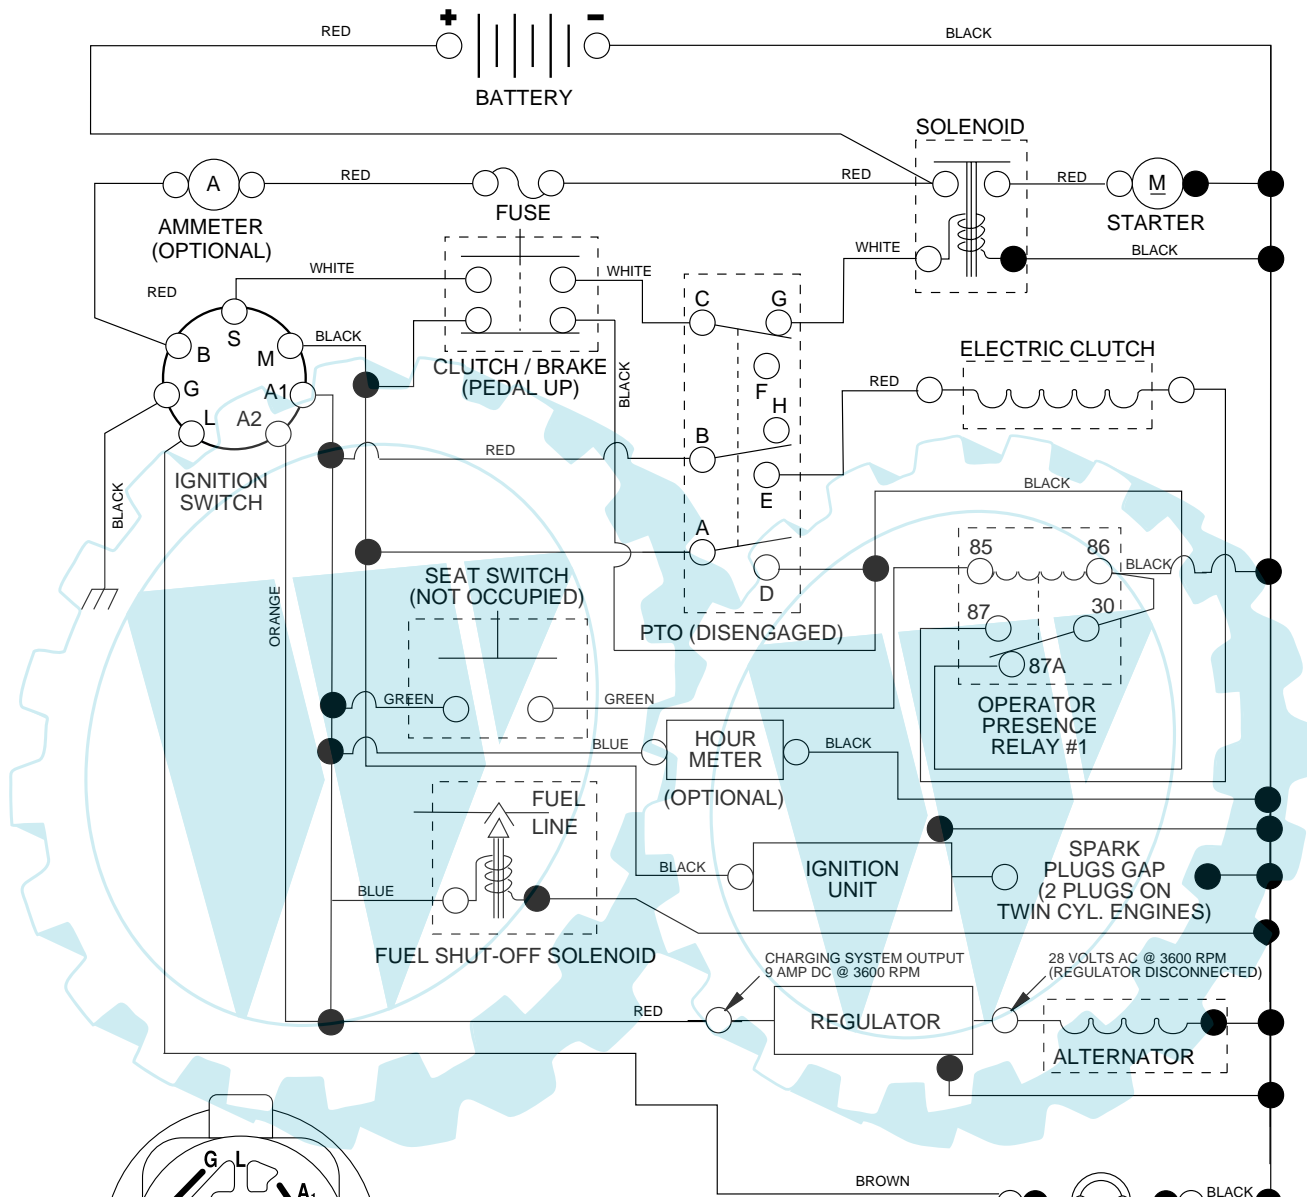 + -
RED
BLACK
BATTERY
SOLENOID
A
RED
RED
RED
M
AMMETER
(OPTIONAL)
FUSE
STARTER
WHITE
WHITE
WHITE
BLACK
RED
S
B
M
G
A1
L
A2
BLACK
CLUTCH / BRAKE
(PEDAL UP)
BLACK
C
G
F
H
B
E
A
D
ELECTRIC CLUTCH
RED
RED
IGNITION
SWITCH
BLACK
ORANGE
BLACK
85
86
BLACK
87
30
87A
SEAT SWITCH
(NOT OCCUPIED)
PTO (DISENGAGED)
GREEN
GREEN
OPERATOR
PRESENCE
RELAY #1
BLUE
HOUR
METER
BLACK
(OPTIONAL)
FUEL
LINE
BLUE
BLACK
IGNITION
UNIT
SPARK
PLUGS GAP
(2 PLUGS ON
TWIN CYL. ENGINES)
FUEL SHUT-OFF SOLENOID
CHARGING SYSTEM OUTPUT
9 AMP DC @ 3600 RPM
28 VOLTS AC @ 3600 RPM
(REGULATOR DISCONNECTED)
RED
REGULATOR
ALTERNATOR
G L
A1
BROWN
BLACK